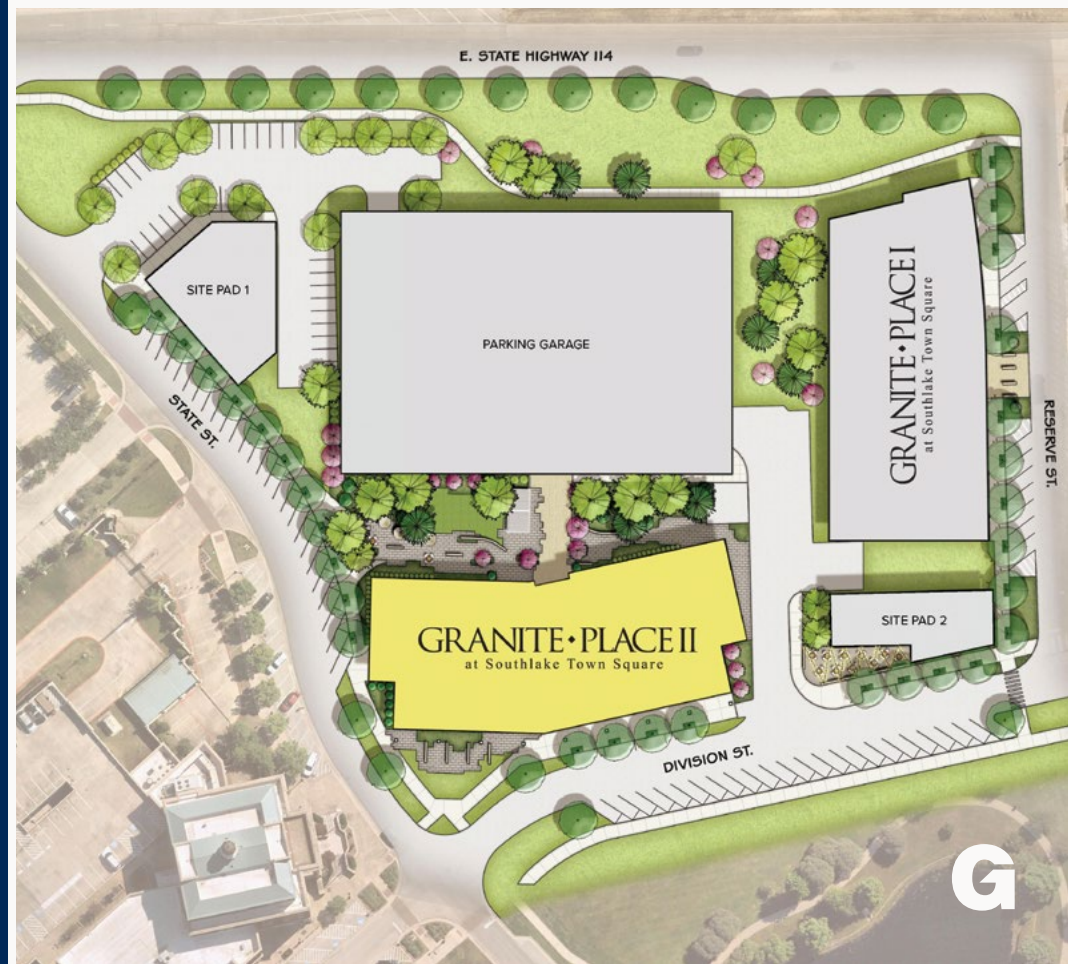 E. STATE HIGHWAY 114
SITE PAD 1
PARKING GARAGE
GRANITE•PLACE I
at Southlake Town Square
STATE ST.
RESERVE ST.
GRANITE•PLACE II
at Southlake Town Square
SITE PAD 2
DIVISION ST.
G